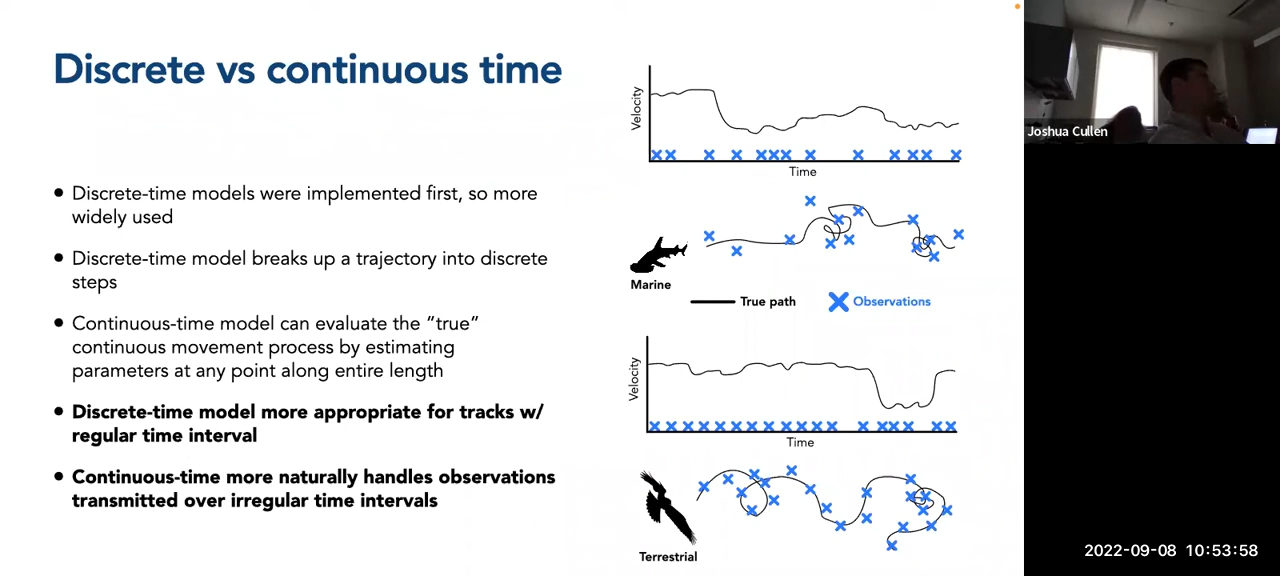 Discrete vs continuous time
• Discrete-time models were implemented first, so more
widely used
• Discrete-time model breaks up a trajectory into discrete
steps
• Continuous-time model can evaluate the “true”
continuous movement process by estimating
parameters at any point along entire length
• Discrete-time model more appropriate for tracks w/
regular time interval
• Continuous-time more naturally handles observations
transmitted over irregular time intervals
Velocity
Time
Marine
True path
Observations
Velocity
Time
Terrestrial
Joshua Cullen
2022-09-08 10:53:58